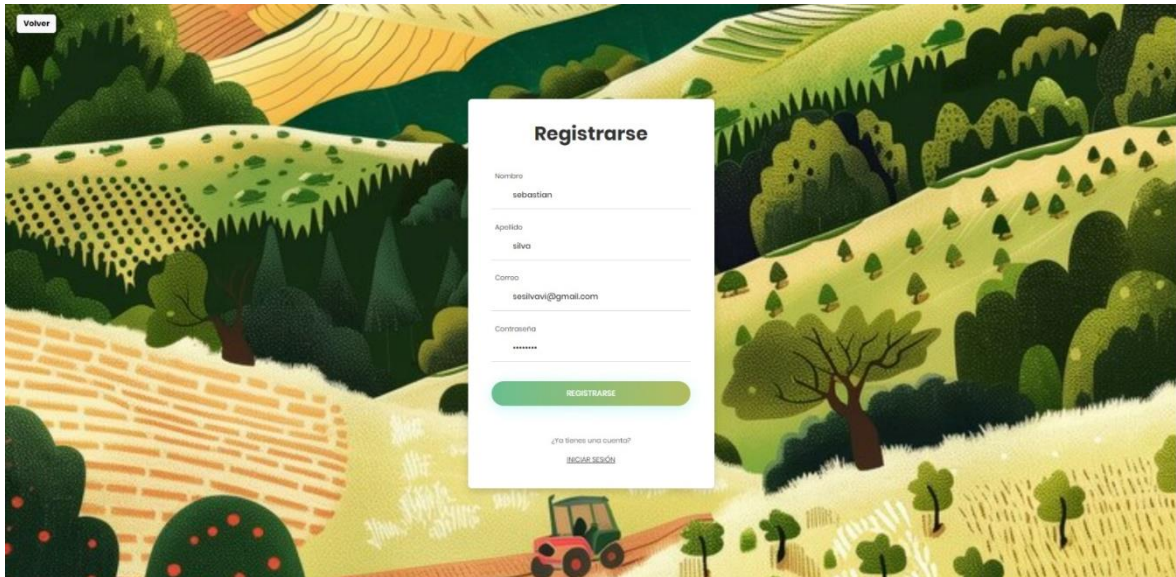 Volver
Registrarse
Nombre
sebastian
Apellido
silva
Correo
sesilvavi@gmail.com
Contraseña
••••••••
REGISTRARSE
¿Ya tienes una cuenta?
INICIAR SESIÓN